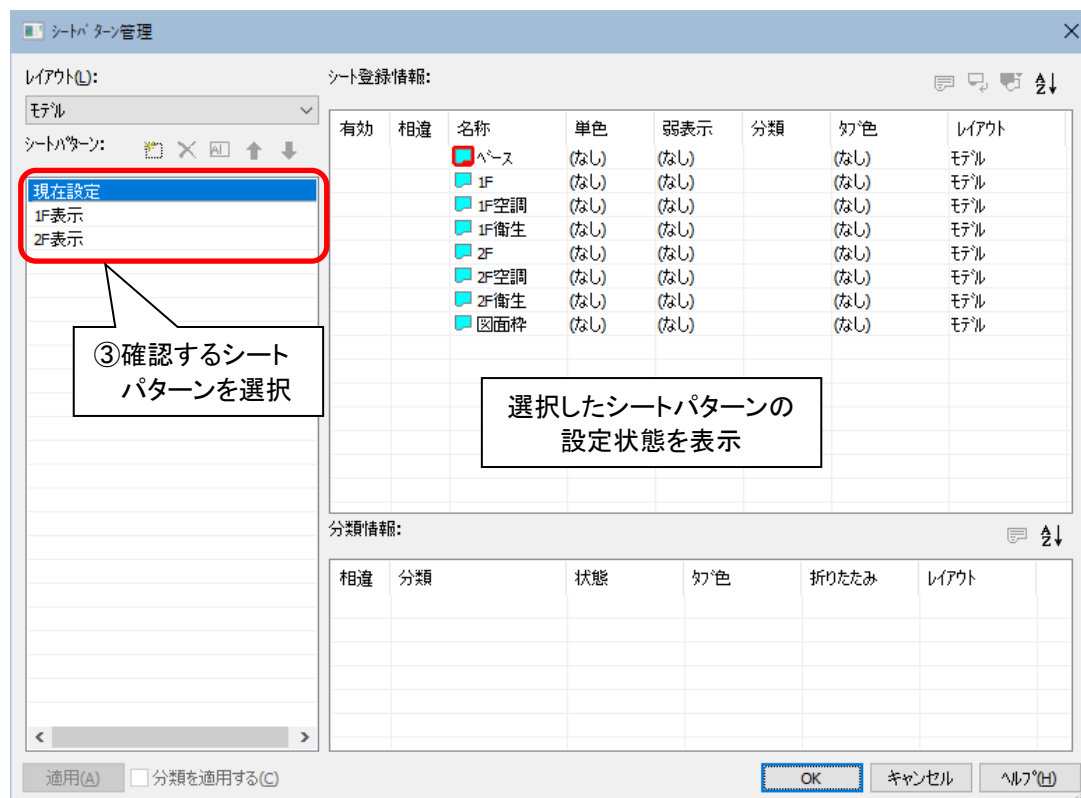 シートパターン管理
レイアウト(L):
モデル
シートパターン:
現在設定
1F表示
2F表示
③確認するシート
パターンを選択
シート登録情報:
有効 相違 名称 単色 弱表示 分類 タブ色 レイアウト
ベース (なし) (なし) (なし) モデル
1F (なし) (なし) (なし) モデル
1F空調 (なし) (なし) (なし) モデル
1F衛生 (なし) (なし) (なし) モデル
2F (なし) (なし) (なし) モデル
2F空調 (なし) (なし) (なし) モデル
2F衛生 (なし) (なし) (なし) モデル
図面枠 (なし) (なし) (なし) モデル
選択したシートパターンの
設定状態を表示
分類情報:
相違 分類 状態 タブ色 折りたたみ レイアウト
適用(A) 分類を適用する(C) OK キャンセル ヘルプ(H)